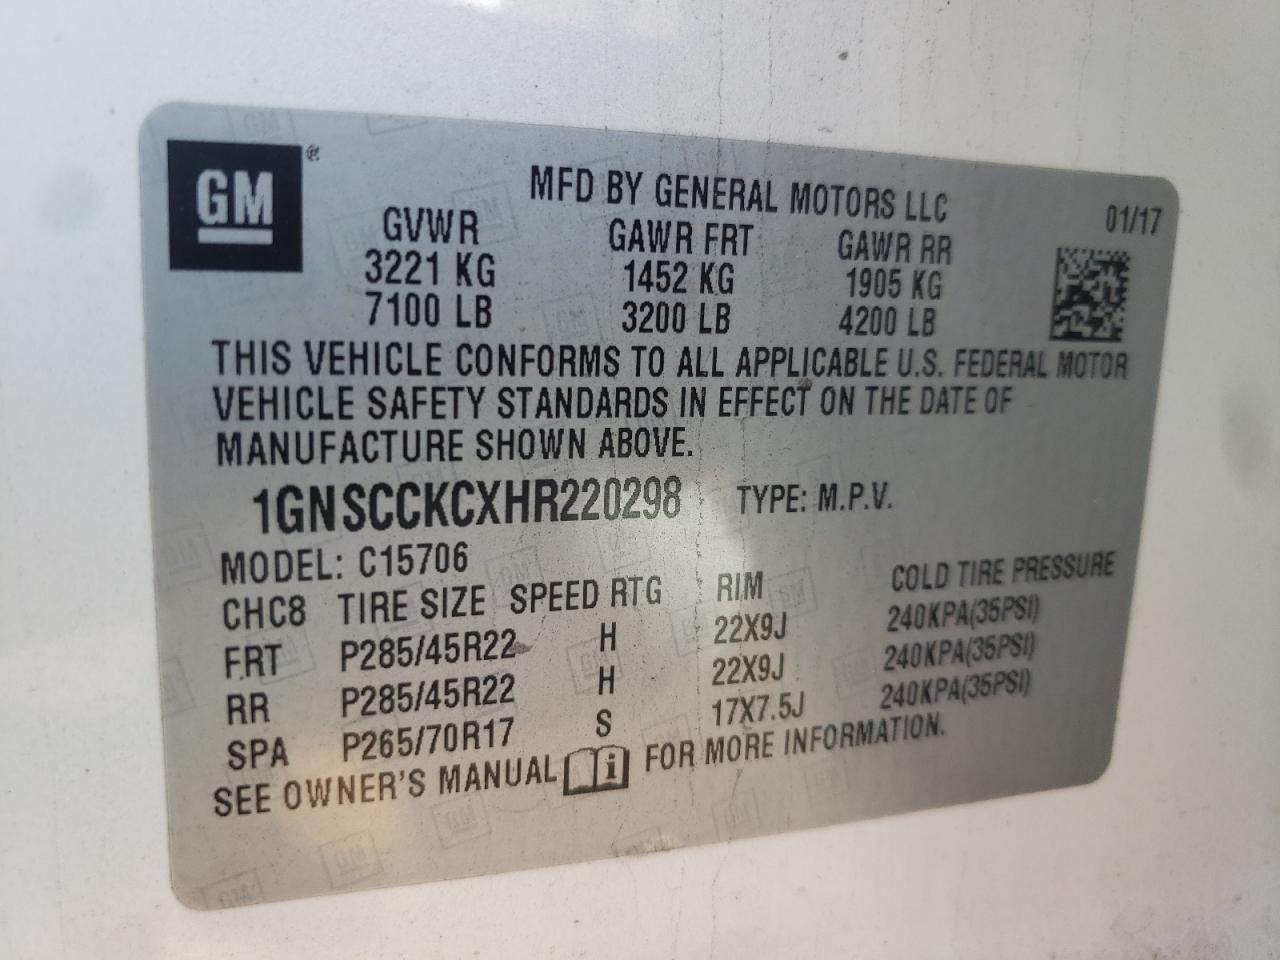 GM®
MFD BY GENERAL MOTORS LLC
01/17
GVWR GAWR FRT GAWR RR
3221 KG 1452 KG 1905 KG
7100 LB 3200 LB 4200 LB
THIS VEHICLE CONFORMS TO ALL APPLICABLE U.S. FEDERAL MOTOR
VEHICLE SAFETY STANDARDS IN EFFECT ON THE DATE OF
MANUFACTURE SHOWN ABOVE.
1GNSCCKCXHR220298 TYPE: M.P.V.
MODEL: C15706
CHC8 TIRE SIZE SPEED RTG RIM COLD TIRE PRESSURE
FRT P285/45R22 H 22X9J 240KPA(35PSI)
RR P285/45R22 H 22X9J 240KPA(35PSI)
SPA P265/70R17 S 17X7.5J 240KPA(35PSI)
SEE OWNER'S MANUAL i FOR MORE INFORMATION.